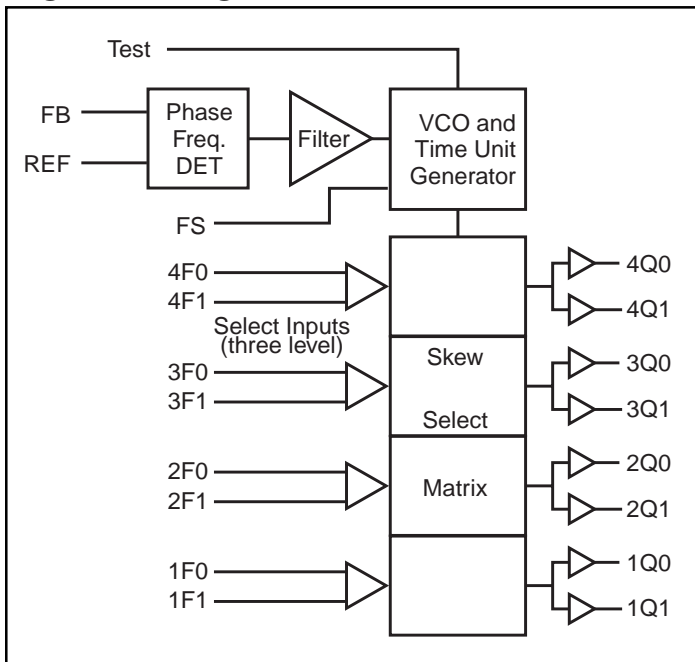 Test
FB
REF
Phase
Freq.
DET
Filter
VCO and
Time Unit
Generator
FS
4F0
4F1
Select Inputs
(three level)
3F0
3F1
2F0
2F1
1F0
1F1
Skew
Select
Matrix
4Q0
4Q1
3Q0
3Q1
2Q0
2Q1
1Q0
1Q1